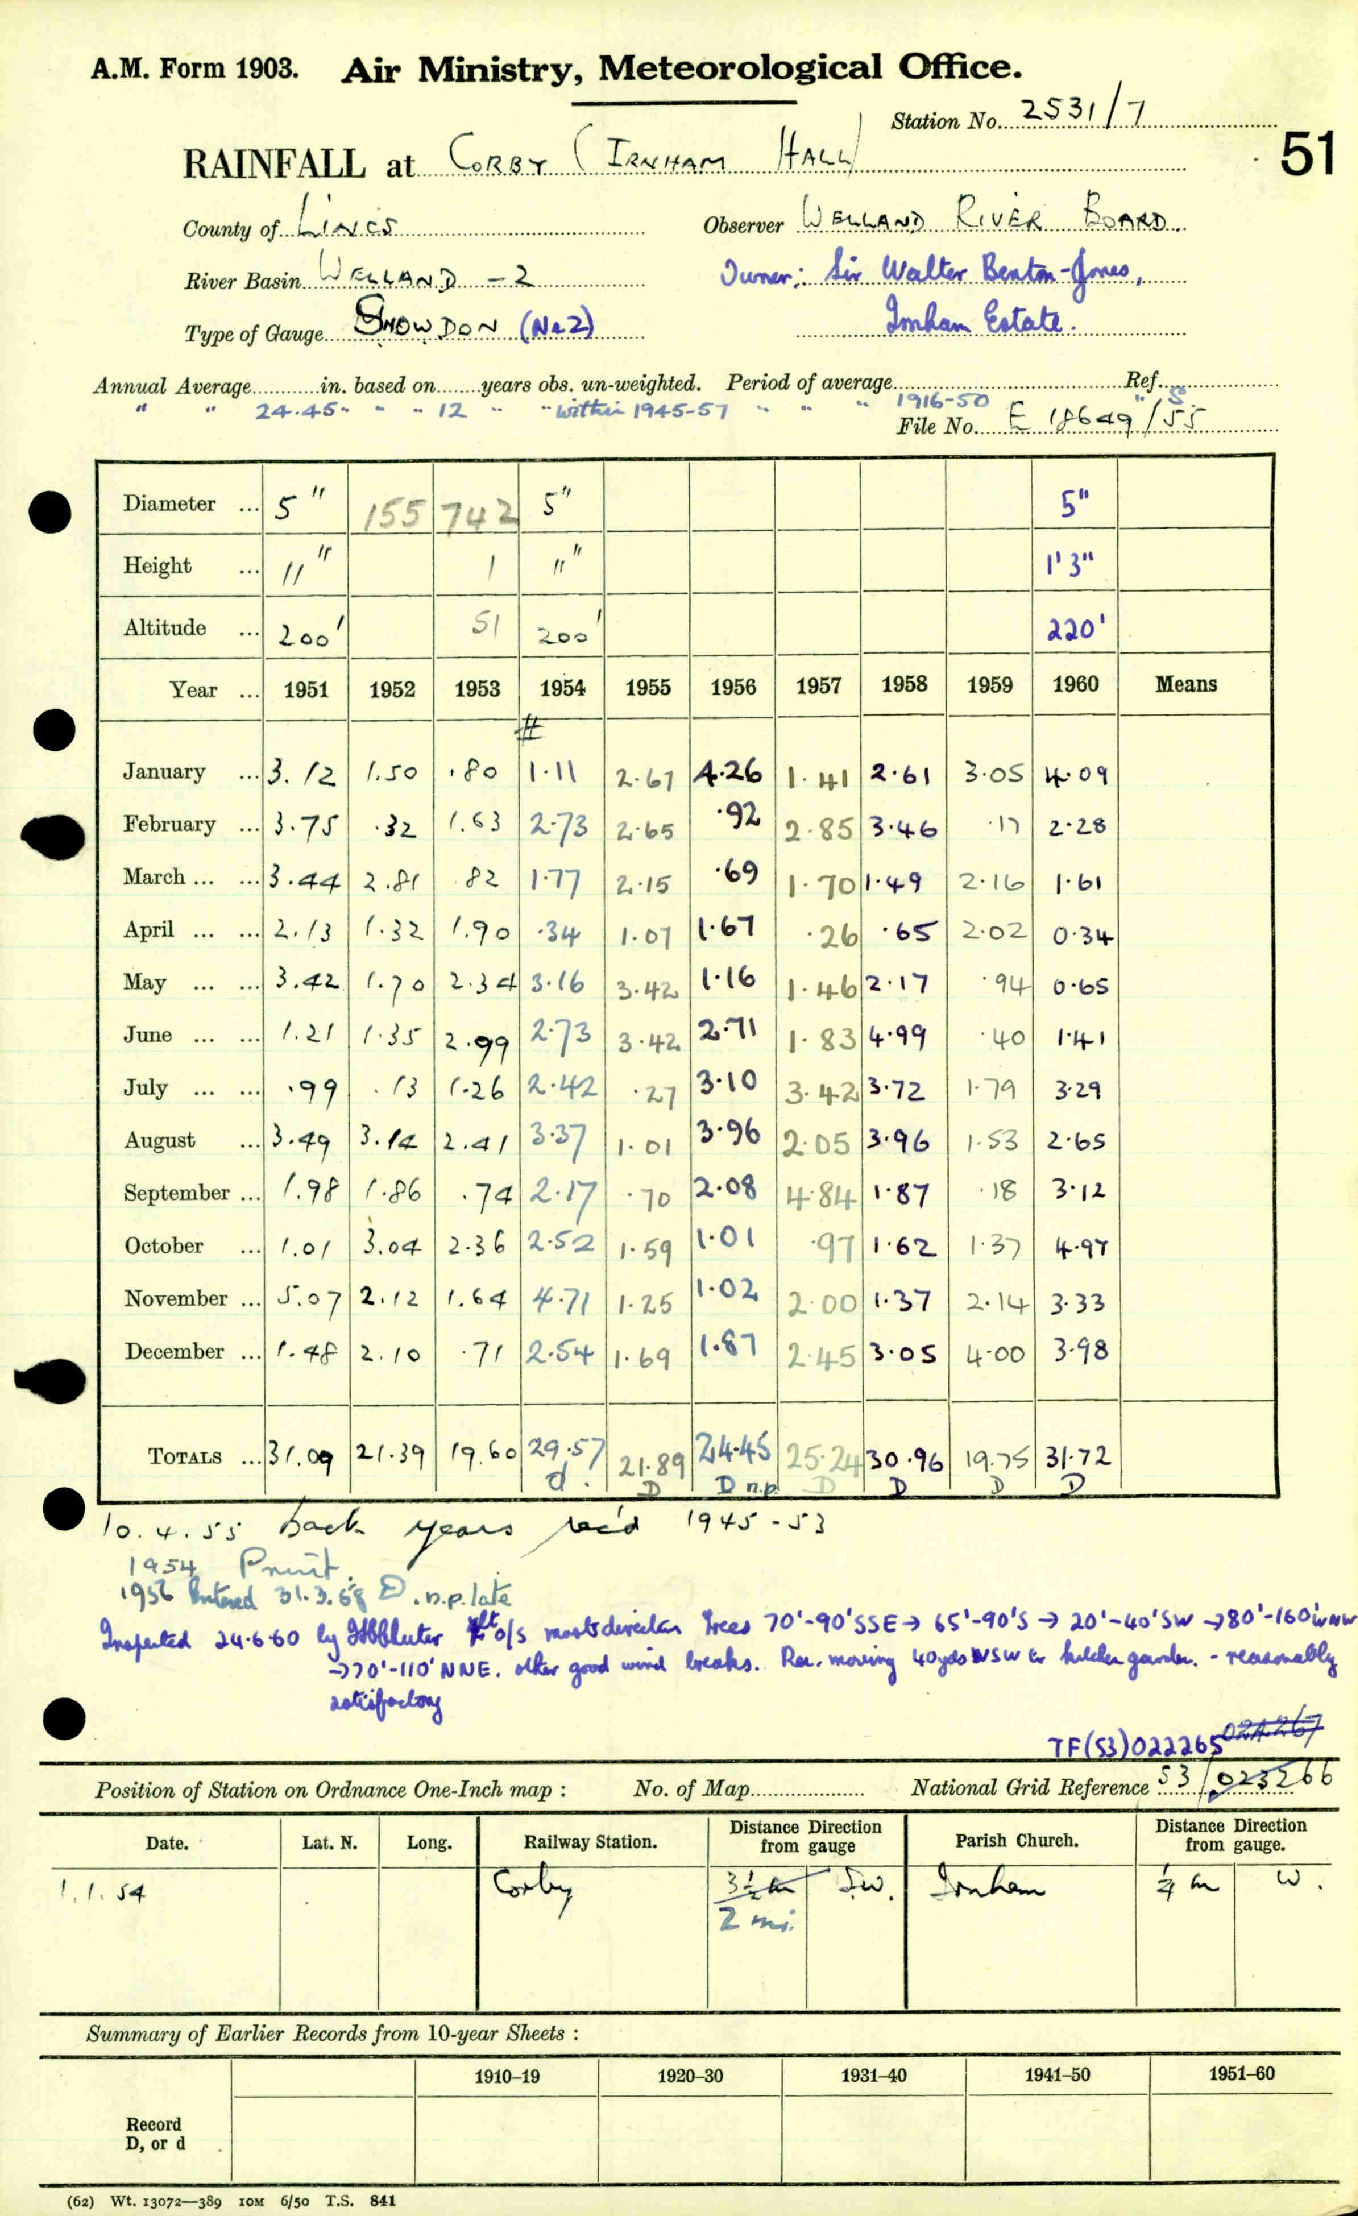 A.M. Form 1903. Air Ministry, Meteorological Office.
Station No. 2531/7
RAINFALL at CORBY (IRNHAM HALL) 51
County of LINCS Observer WELLAND RIVER BOARD.
River Basin WELLAND - 2 Owner: Sir Walter Benton-Jones,
Type of Gauge SNOWDON (No 2) Irnham Estate.
Annual Average in. based on years obs. un-weighted. Period of average Ref.
" " 24.45" " " 12 " " within 1945-57 " " " 1916-50 " S.
File No. E 18649/55
Diameter ... 5" 155 742 5" 5"
Height ... 11" 1 11" 1'3"
Altitude ... 200' 51 200' 220'
Year ... 1951 1952 1953 1954 1955 1956 1957 1958 1959 1960 Means
#
January ... 3.12 1.50 .80 1.11 2.67 4.26 1.41 2.61 3.05 4.09
February ... 3.75 .32 1.63 2.73 2.65 .92 2.85 3.46 .17 2.28
March ... ... 3.44 2.81 .82 1.77 2.15 .69 1.70 1.49 2.16 1.61
April ... ... 2.13 1.32 1.90 .34 1.07 1.67 .26 .65 2.02 0.34
May ... ... 3.42 1.70 2.34 3.16 3.42 1.16 1.46 2.17 .94 0.65
June ... ... 1.21 1.35 2.99 2.73 3.42 2.71 1.83 4.99 .40 1.41
July ... ... .99 .13 1.26 2.42 .27 3.10 3.42 3.72 1.79 3.29
August ... 3.49 3.14 2.41 3.37 1.01 3.96 2.05 3.96 1.53 2.65
September ... 1.98 1.86 .74 2.17 .70 2.08 4.84 1.87 .18 3.12
October ... 1.01 3.04 2.36 2.52 1.59 1.01 .97 1.62 1.37 4.97
November ... 5.07 2.12 1.64 4.71 1.25 1.02 2.00 1.37 2.14 3.33
December ... 1.48 2.10 .71 2.54 1.69 1.87 2.45 3.05 4.00 3.98
TOTALS ... 31.09 21.39 19.60 29.57 21.89 24.45 25.24 30.96 19.75 31.72
d. D D n.p. D D D D
10.4.55 back years rec'd 1945-53
1954 Print.
1956 Entered 31.3.58 D. n.p. late
Inspected 24.6.60 by o/s most direction Trees 70'-90'SSE → 65'-90'S → 20'-40'SW → 80'-160'WNW
→ 70'-110' NNE. other good wind breaks. Rec. moving 40yds WSW in kitchen garden. - reasonably
satisfactory
TF(53)022265 024267
Position of Station on Ordnance One-Inch map : No. of Map National Grid Reference 53/023266
Date. Lat. N. Long. Railway Station. Distance Direction from gauge Parish Church. Distance Direction from gauge.
1.1.54 Corby 3½ m S.W. Irnham ¼ m W.
2 mi.
Summary of Earlier Records from 10-year Sheets :
1910–19 1920–30 1931–40 1941–50 1951–60
Record
D, or d
(62) Wt. 13072—389 10M 6/50 T.S. 841